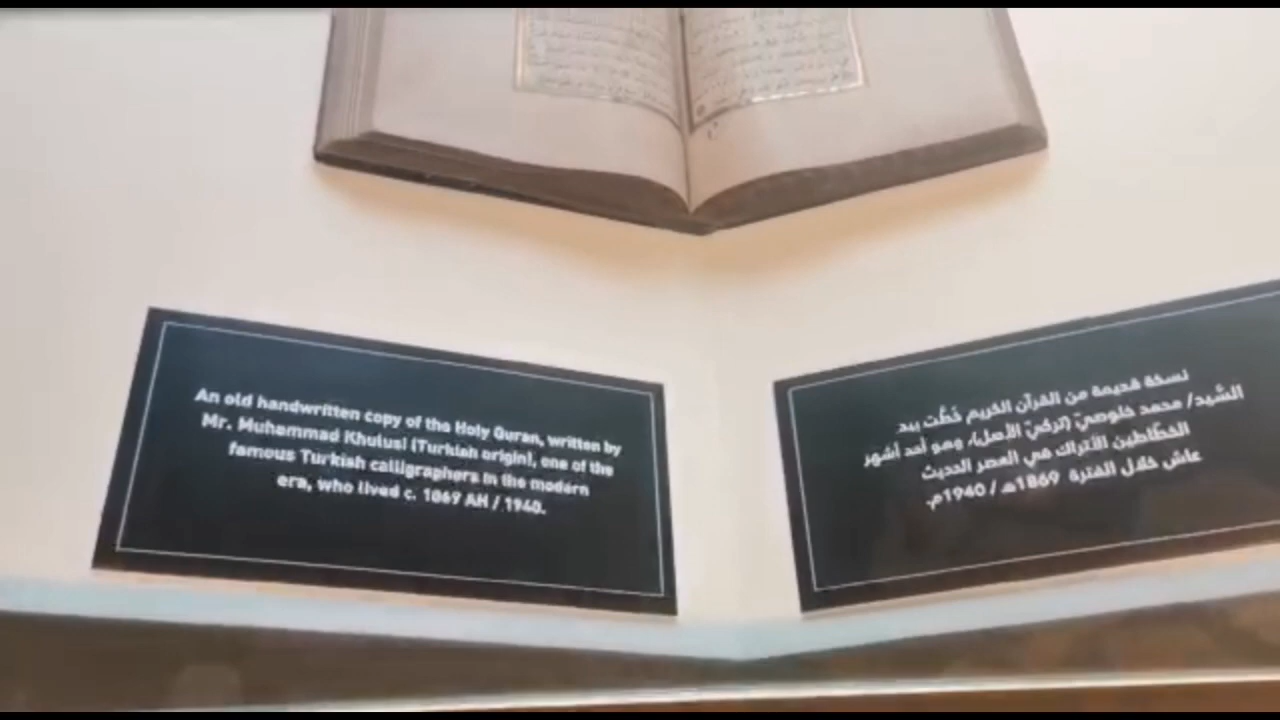 An old handwritten copy of the Holy Quran, written by
Mr. Muhammad Khulusi (Turkish origin), one of the
famous Turkish calligraphers in the modern
era, who lived c. 1869 AH / 1940.
نسخة قديمة من القرآن الكريم خُطَّت بيد
السَّيد/ محمد خلوصيّ (تركيّ الأصل)، وهو أحد أشهر
الخطّاطين الأتراك في العصر الحديث
عاش خلال الفترة 1869هـ / 1940م.